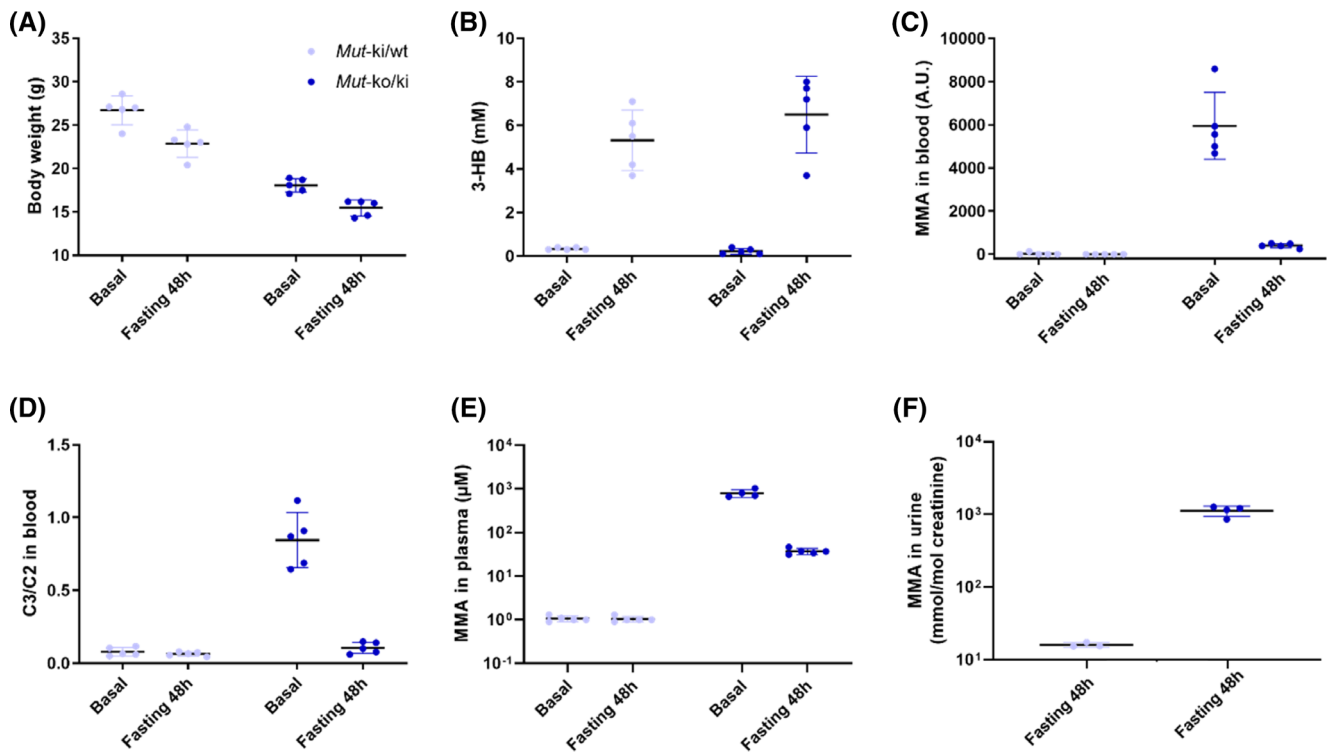 (A)
Body weight (g)
35
30
25
20
15
10
Mut-ki/wt
Mut-ko/ki
Basal
Fasting 48h
Basal
Fasting 48h
(B)
3-HB (mM)
10
8
6
4
2
0
Basal
Fasting 48h
Basal
Fasting 48h
(C)
MMA in blood (A.U.)
10000
8000
6000
4000
2000
0
Basal
Fasting 48h
Basal
Fasting 48h
(D)
C3/C2 in blood
1.5
1.0
0.5
0.0
Basal
Fasting 48h
Basal
Fasting 48h
(E)
MMA in plasma (µM)
10⁴
10³
10²
10¹
10⁰
10⁻¹
Basal
Fasting 48h
Basal
Fasting 48h
(F)
MMA in urine
(mmol/mol creatinine)
10⁴
10³
10²
10¹
Fasting 48h
Fasting 48h